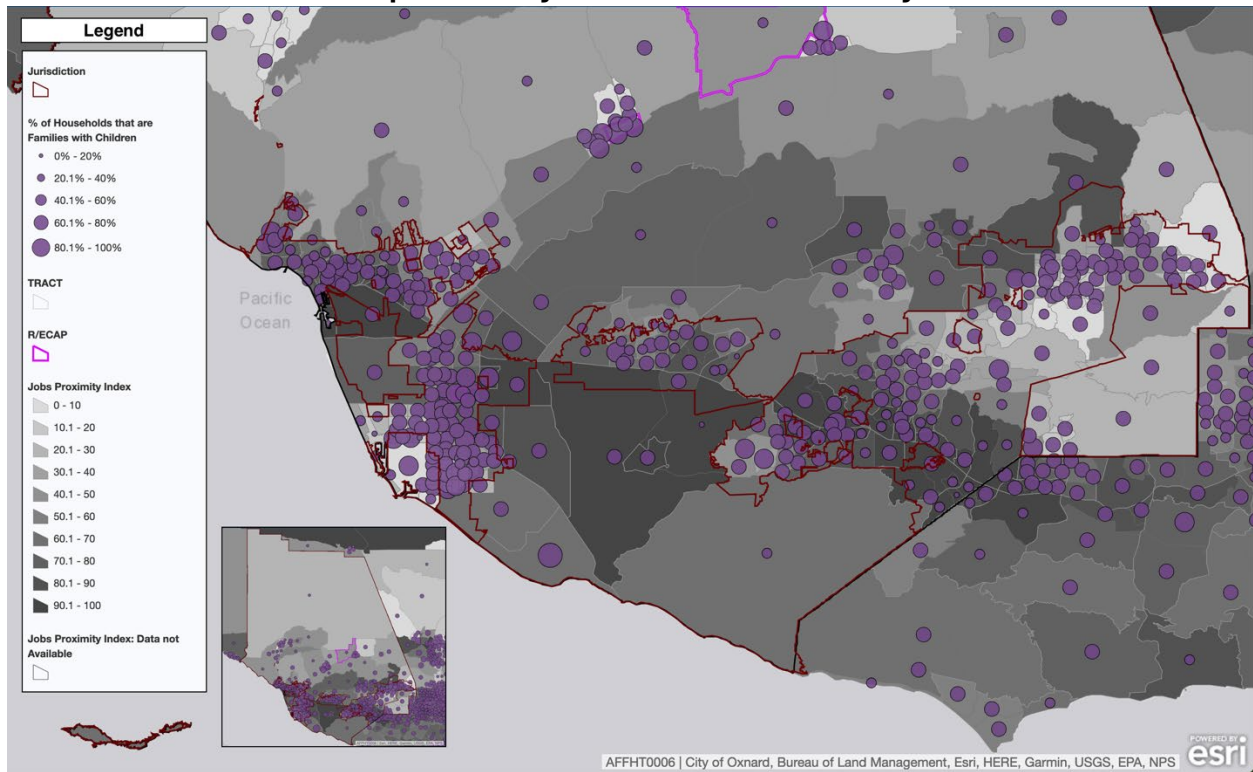 Legend
Jurisdiction
% of Households that are
Families with Children
0% - 20%
20.1% - 40%
40.1% - 60%
60.1% - 80%
80.1% - 100%
TRACT
R/ECAP
Jobs Proximity Index
0 - 10
10.1 - 20
20.1 - 30
30.1 - 40
40.1 - 50
50.1 - 60
60.1 - 70
70.1 - 80
80.1 - 90
90.1 - 100
Jobs Proximity Index: Data not
Available
Pacific
Ocean
AFFHT0006 | City of Oxnard, Bureau of Land Management, Esri, HERE, Garmin, USGS, EPA, NPS
POWERED BY
esri